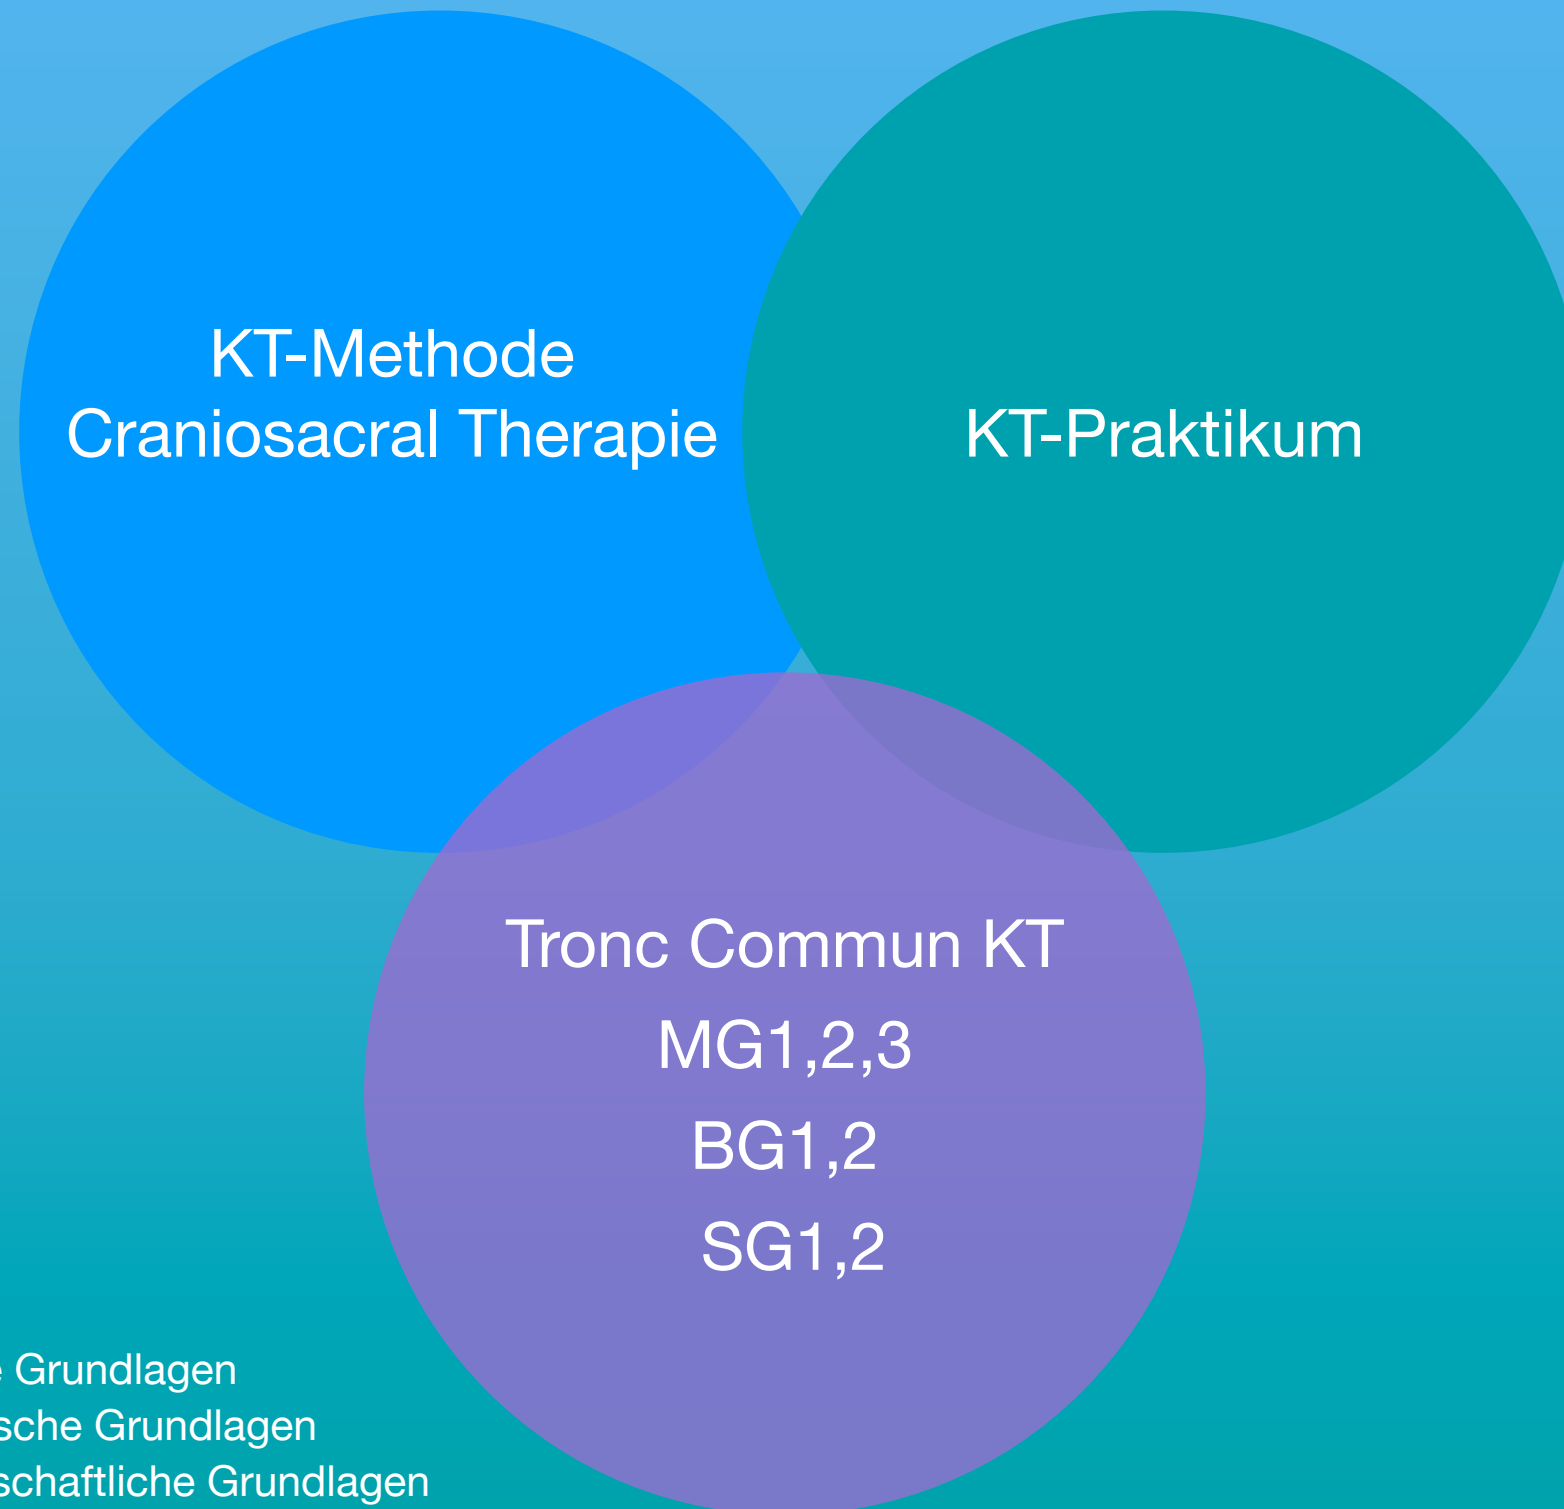 KT-Methode
Craniosacral Therapie
KT-Praktikum
Tronc Commun KT
MG1,2,3
BG1,2
SG1,2
Grundlagen
sche Grundlagen
schaftliche Grundlagen